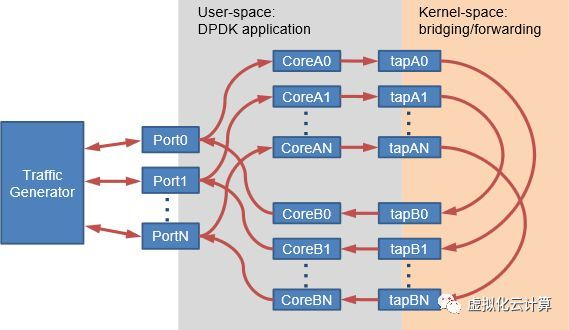 User-space:
DPDK application
Kernel-space:
bridging/forwarding
Traffic
Generator
Port0
Port1
PortN
CoreA0
CoreA1
CoreAN
CoreB0
CoreB1
CoreBN
tapA0
tapA1
tapAN
tapB0
tapB1
tapBN
虚拟化云计算